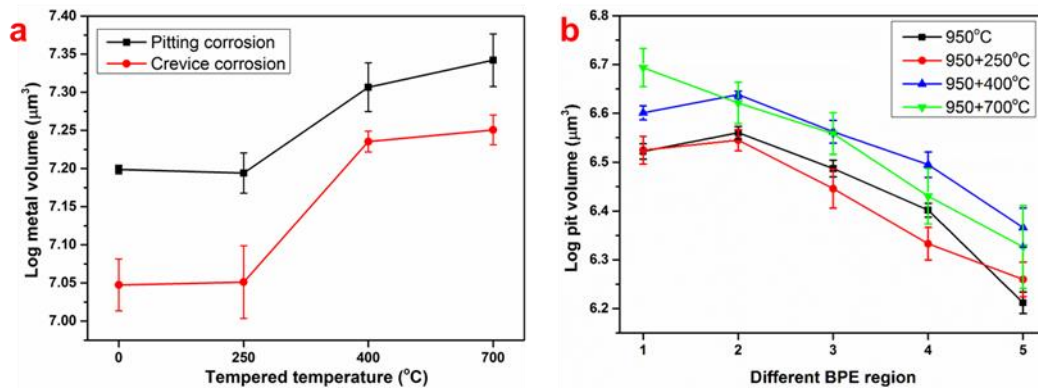 a
Pitting corrosion
Crevice corrosion
Log metal volume (μm³)
7.40
7.35
7.30
7.25
7.20
7.15
7.10
7.05
7.00
0
250
400
700
Tempered temperature (°C)
b
950°C
950+250°C
950+400°C
950+700°C
Log pit volume (μm³)
6.8
6.7
6.6
6.5
6.4
6.3
6.2
1
2
3
4
5
Different BPE region